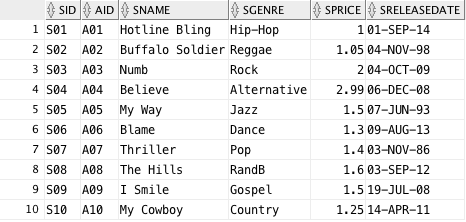 SID AID SNAME SGENRE SPRICE SRELEASEDATE
1 S01 A01 Hotline Bling Hip-Hop 1 01-SEP-14
2 S02 A02 Buffalo Soldier Reggae 1.05 04-NOV-98
3 S03 A03 Numb Rock 2 04-OCT-09
4 S04 A04 Believe Alternative 2.99 06-DEC-08
5 S05 A05 My Way Jazz 1.5 07-JUN-93
6 S06 A06 Blame Dance 1.3 09-AUG-13
7 S07 A07 Thriller Pop 1.4 03-NOV-86
8 S08 A08 The Hills RandB 1.6 03-SEP-12
9 S09 A09 I Smile Gospel 1.5 19-JUL-08
10 S10 A10 My Cowboy Country 1.25 14-APR-11